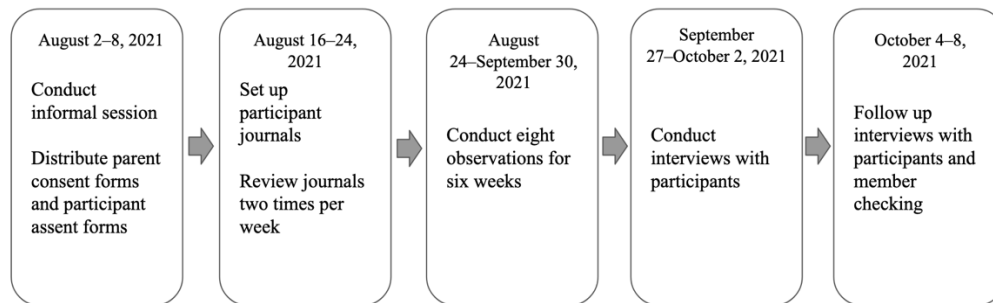 August 2–8, 2021
Conduct
informal session
Distribute parent
consent forms
and participant
assent forms
August 16–24,
2021
Set up
participant
journals
Review journals
two times per
week
August
24–September 30,
2021
Conduct eight
observations for
six weeks
September
27–October 2, 2021
Conduct
interviews with
participants
October 4–8,
2021
Follow up
interviews with
participants and
member
checking